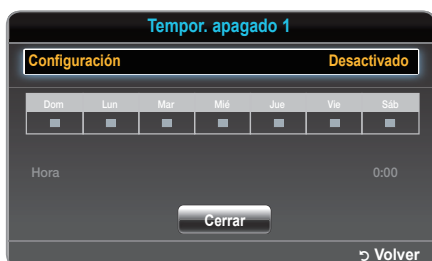 Tempor. apagado 1
Configuración Desactivado
Dom Lun Mar Mié Jue Vie Sáb
Hora 0:00
Cerrar
Volver